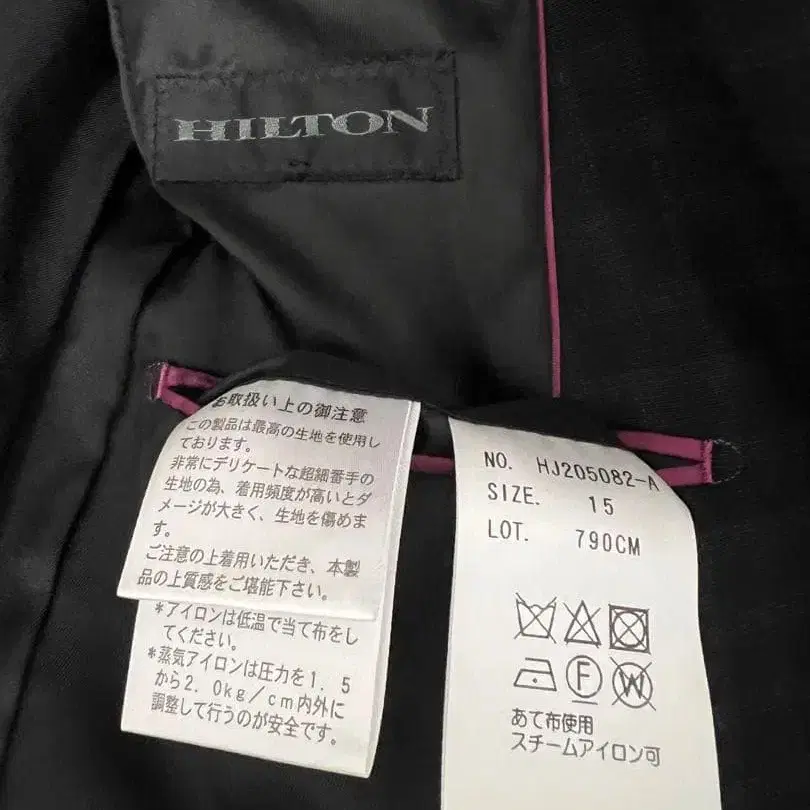 HILTON
お取扱い上の御注意
この製品は最高の生地を使用し
ております。
非常にデリケートな超細番手の
生地の為、着用頻度が高いとダ
メージが大きく、生地を傷めま
す。
ご注意の上着用いただき、本製
品の上質感をご堪能下さい。
*アイロンは低温で当て布をし
てください。
*蒸気アイロンは圧力を1.5
から2.0kg/cm内外に
調整して行うのが安全です。
NO. HJ205082-A
SIZE. 15
LOT. 790CM
F
W
あて布使用
スチームアイロン可